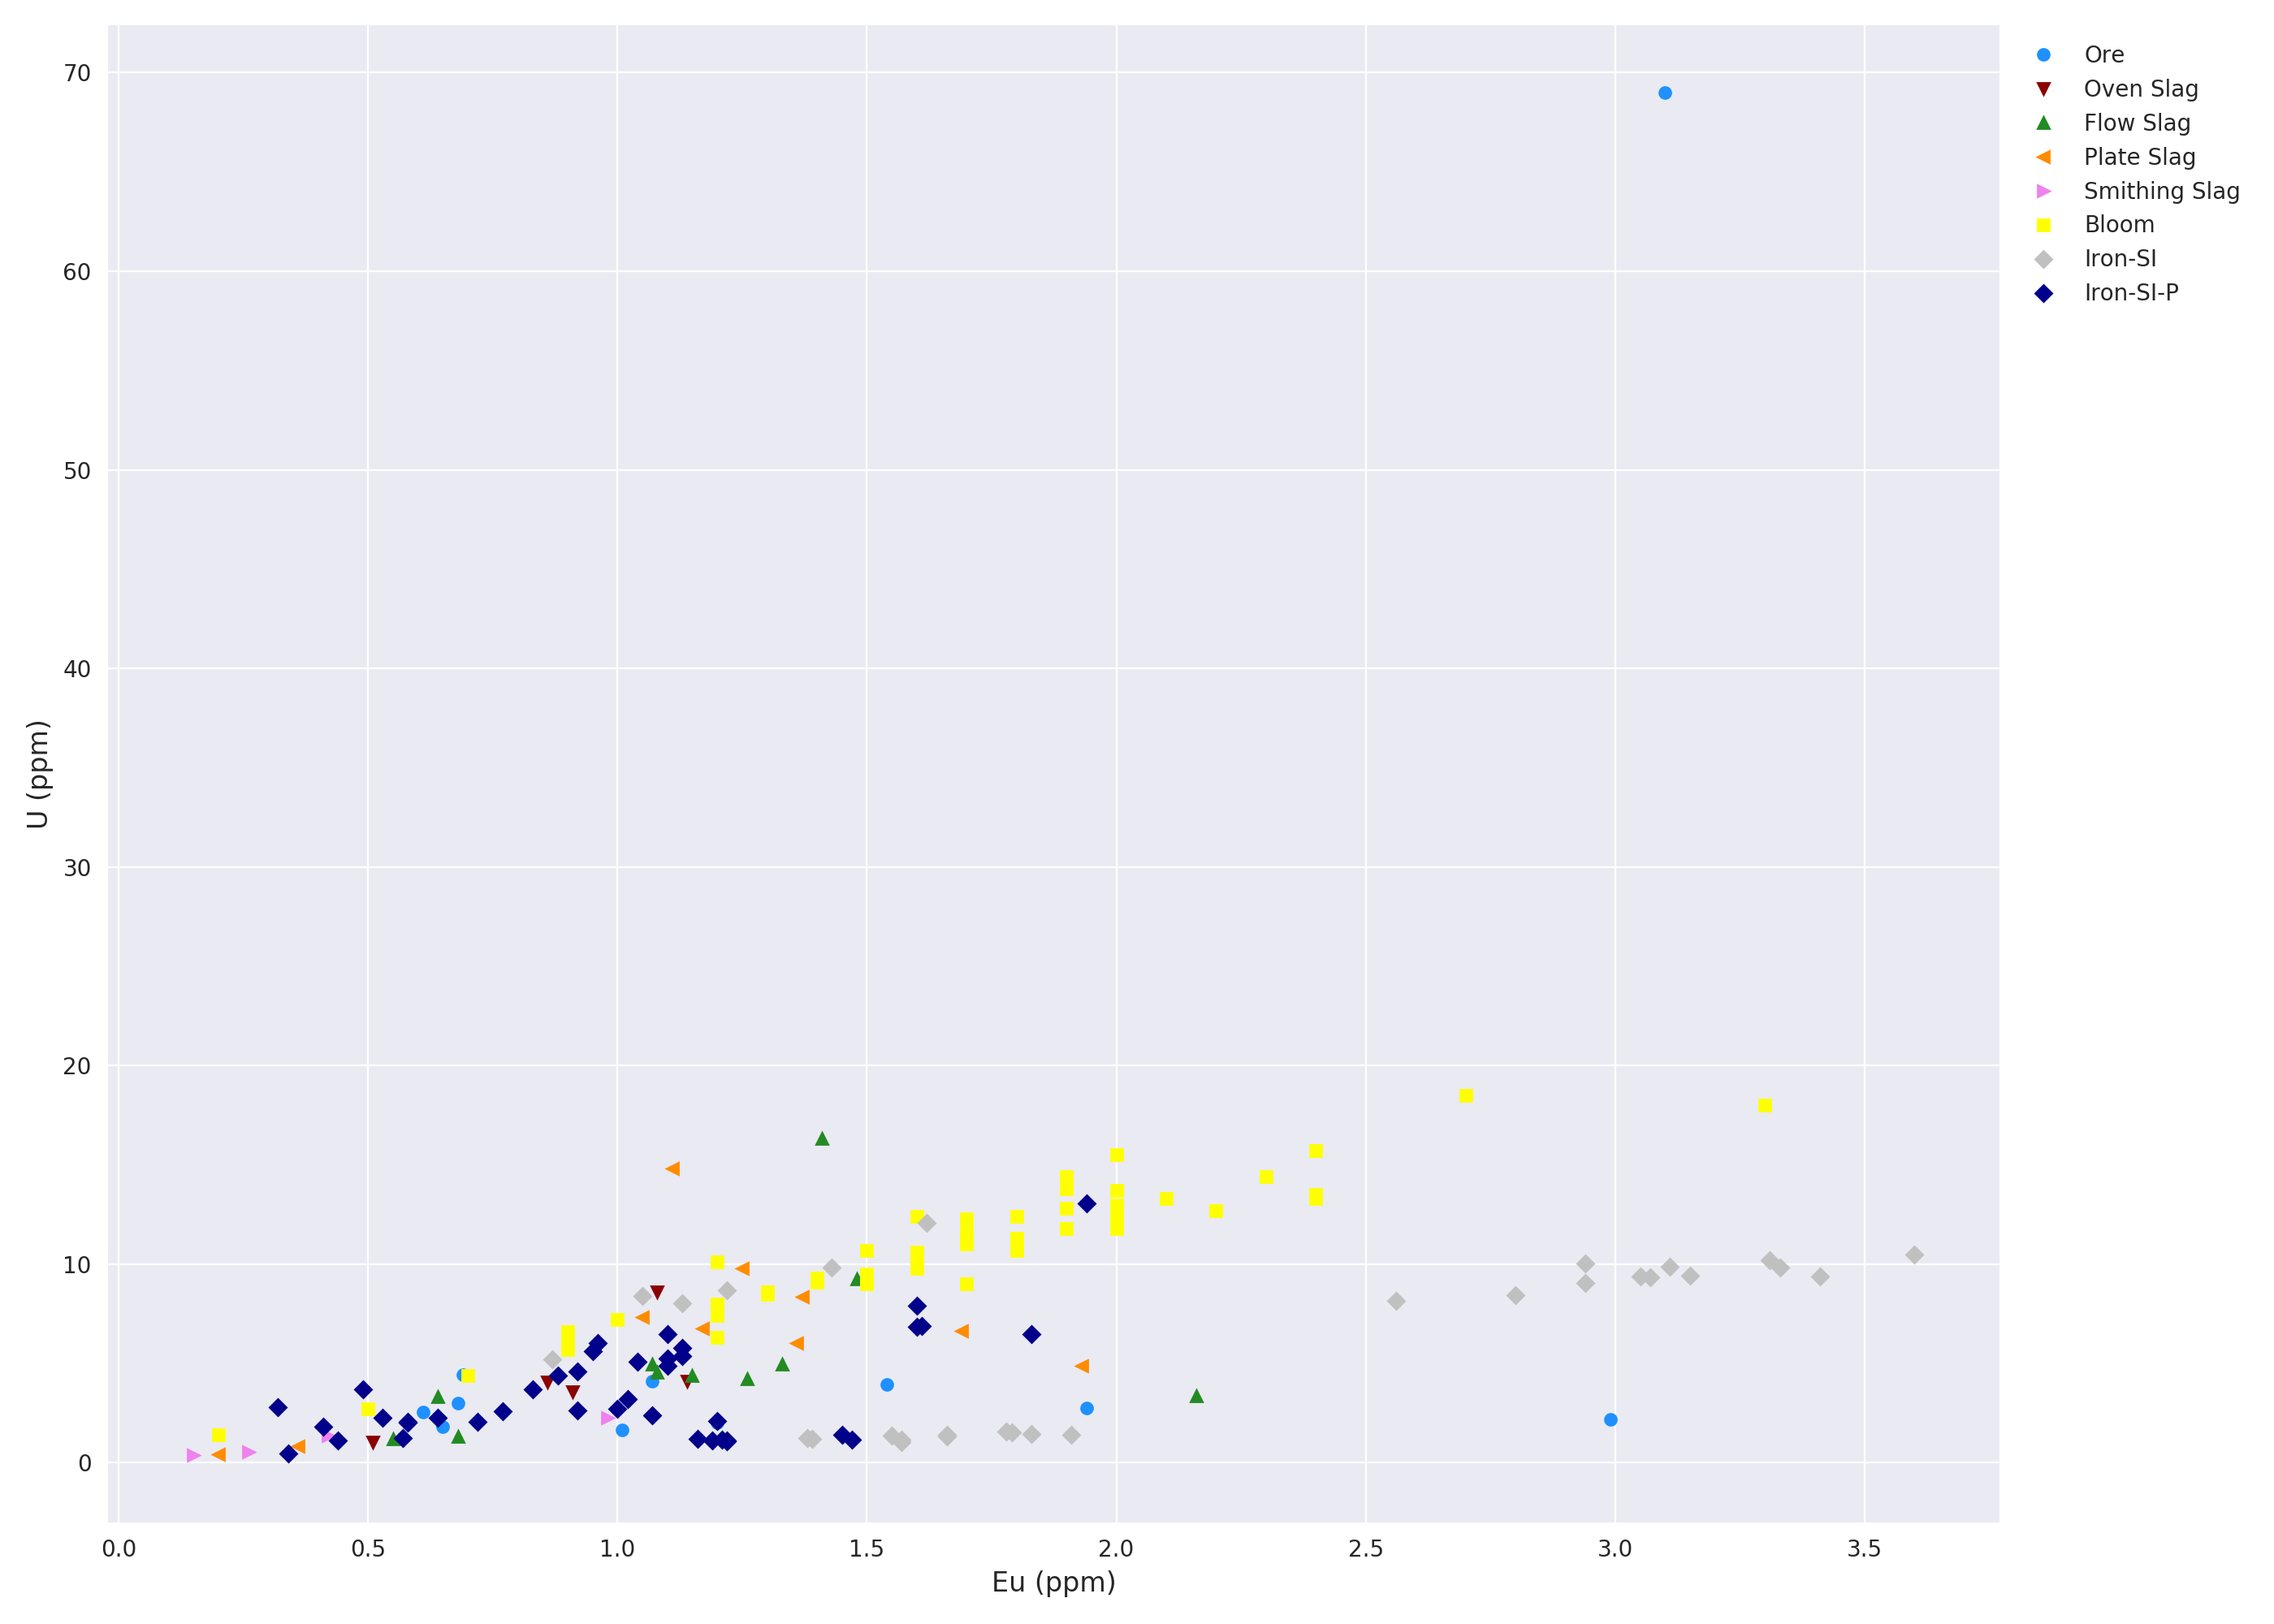 70
60
50
40
30
20
10
0
U (ppm)
0.0 0.5 1.0 1.5 2.0 2.5 3.0 3.5
Eu (ppm)
Ore
Oven Slag
Flow Slag
Plate Slag
Smithing Slag
Bloom
Iron-SI
Iron-SI-P